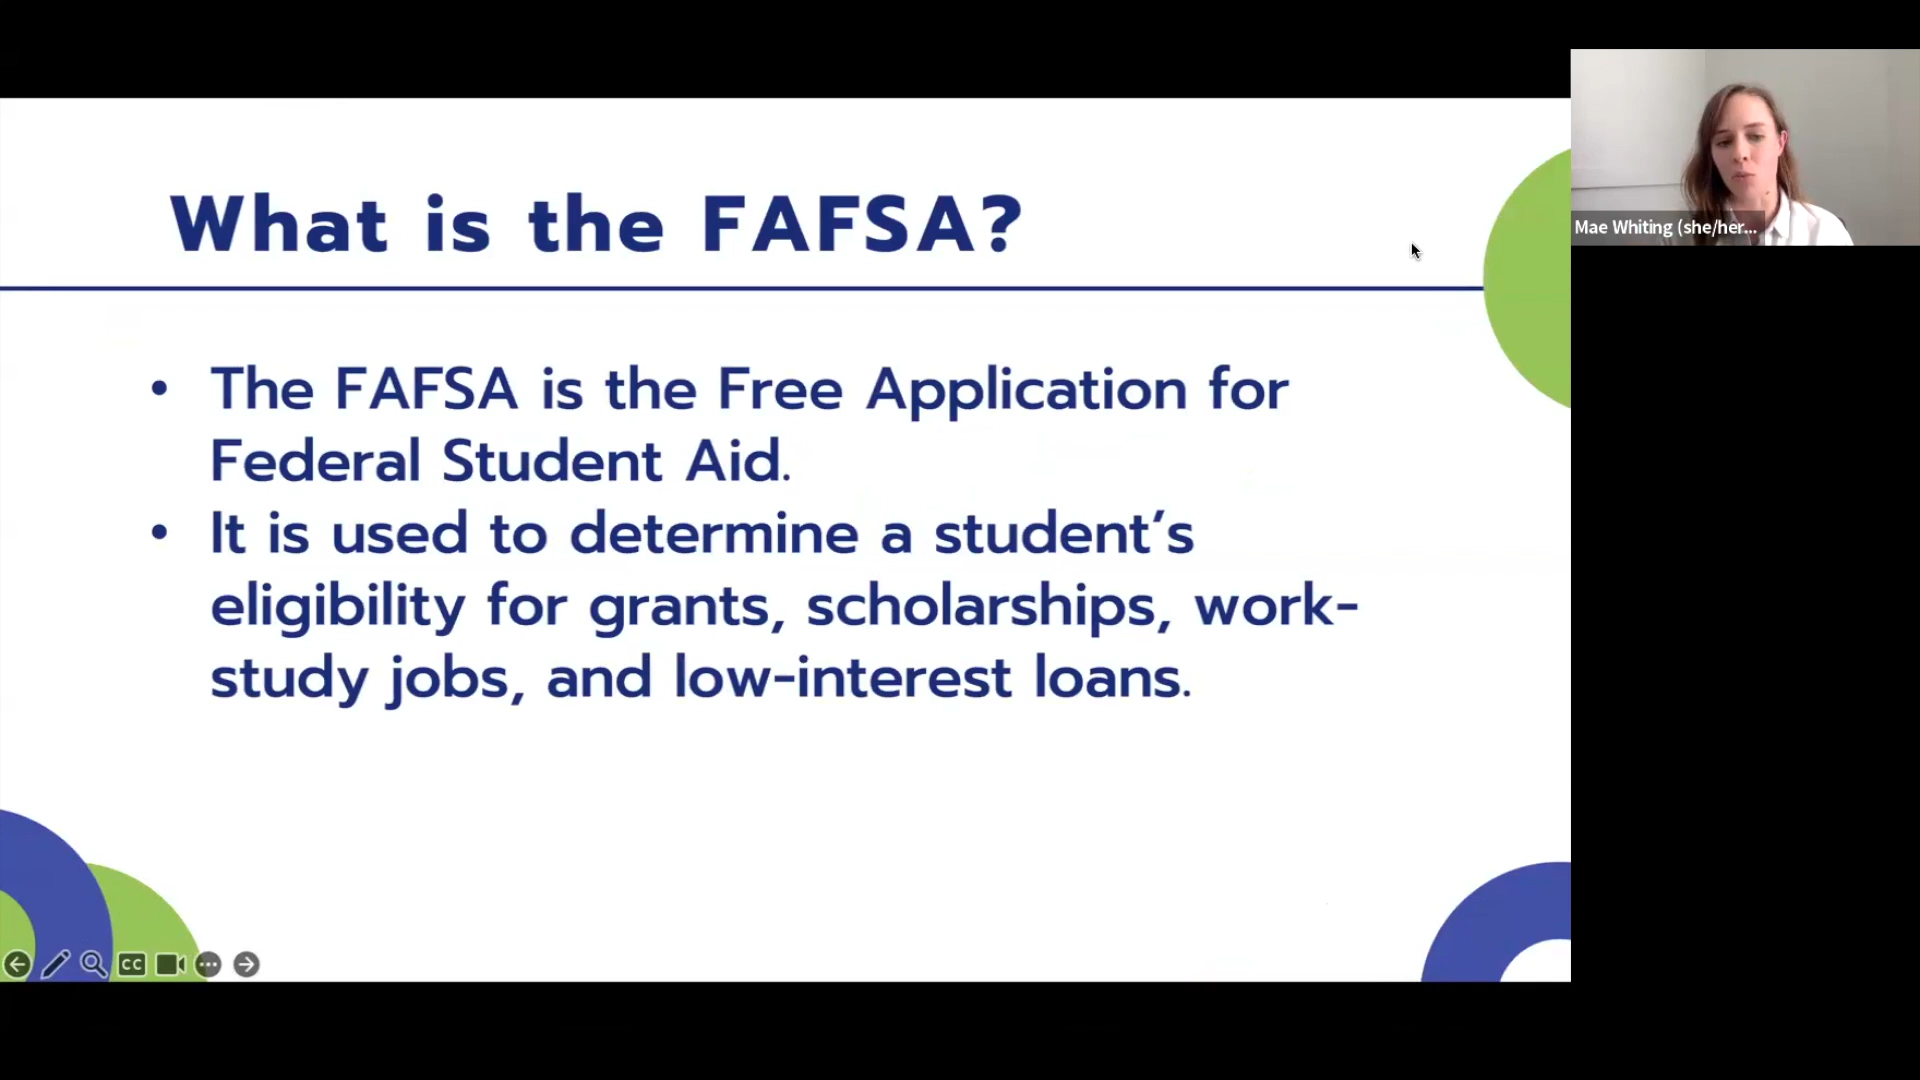 What is the FAFSA?
• The FAFSA is the Free Application for
Federal Student Aid.
• It is used to determine a student’s
eligibility for grants, scholarships, work-
study jobs, and low-interest loans.
Mae Whiting (she/her...
CC